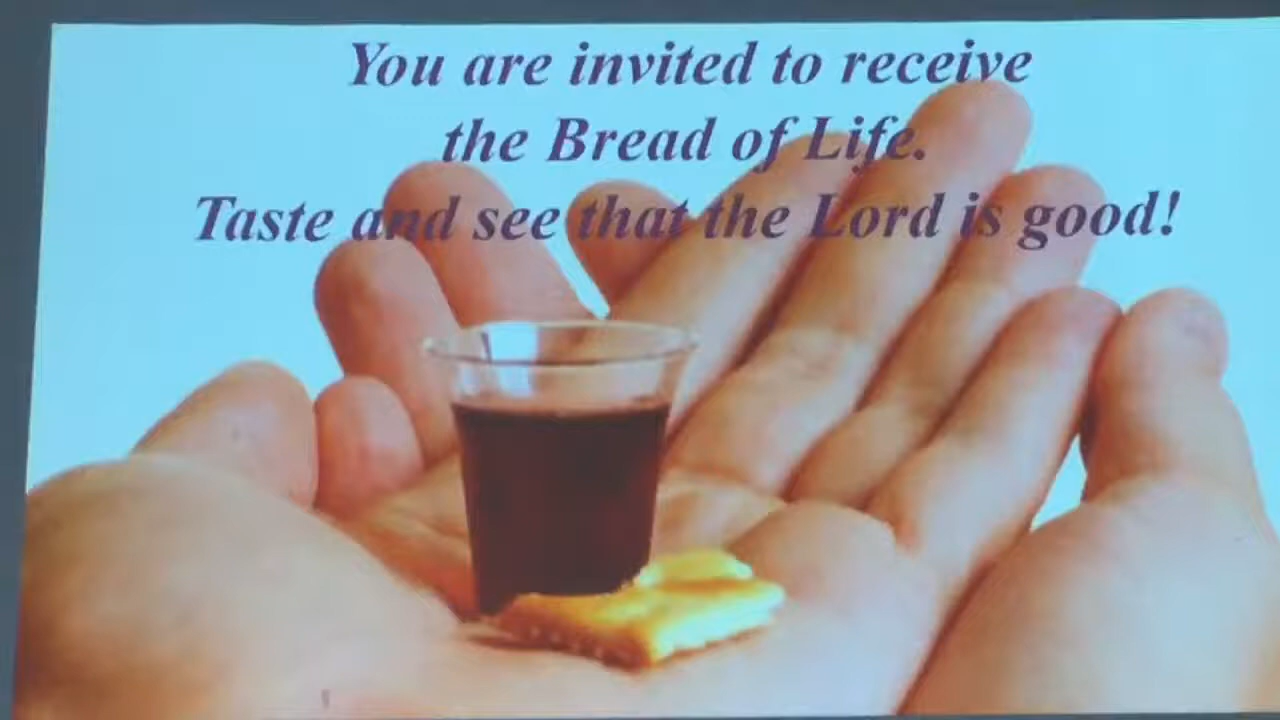 You are invited to receive
the Bread of Life.
Taste and see that the Lord is good!